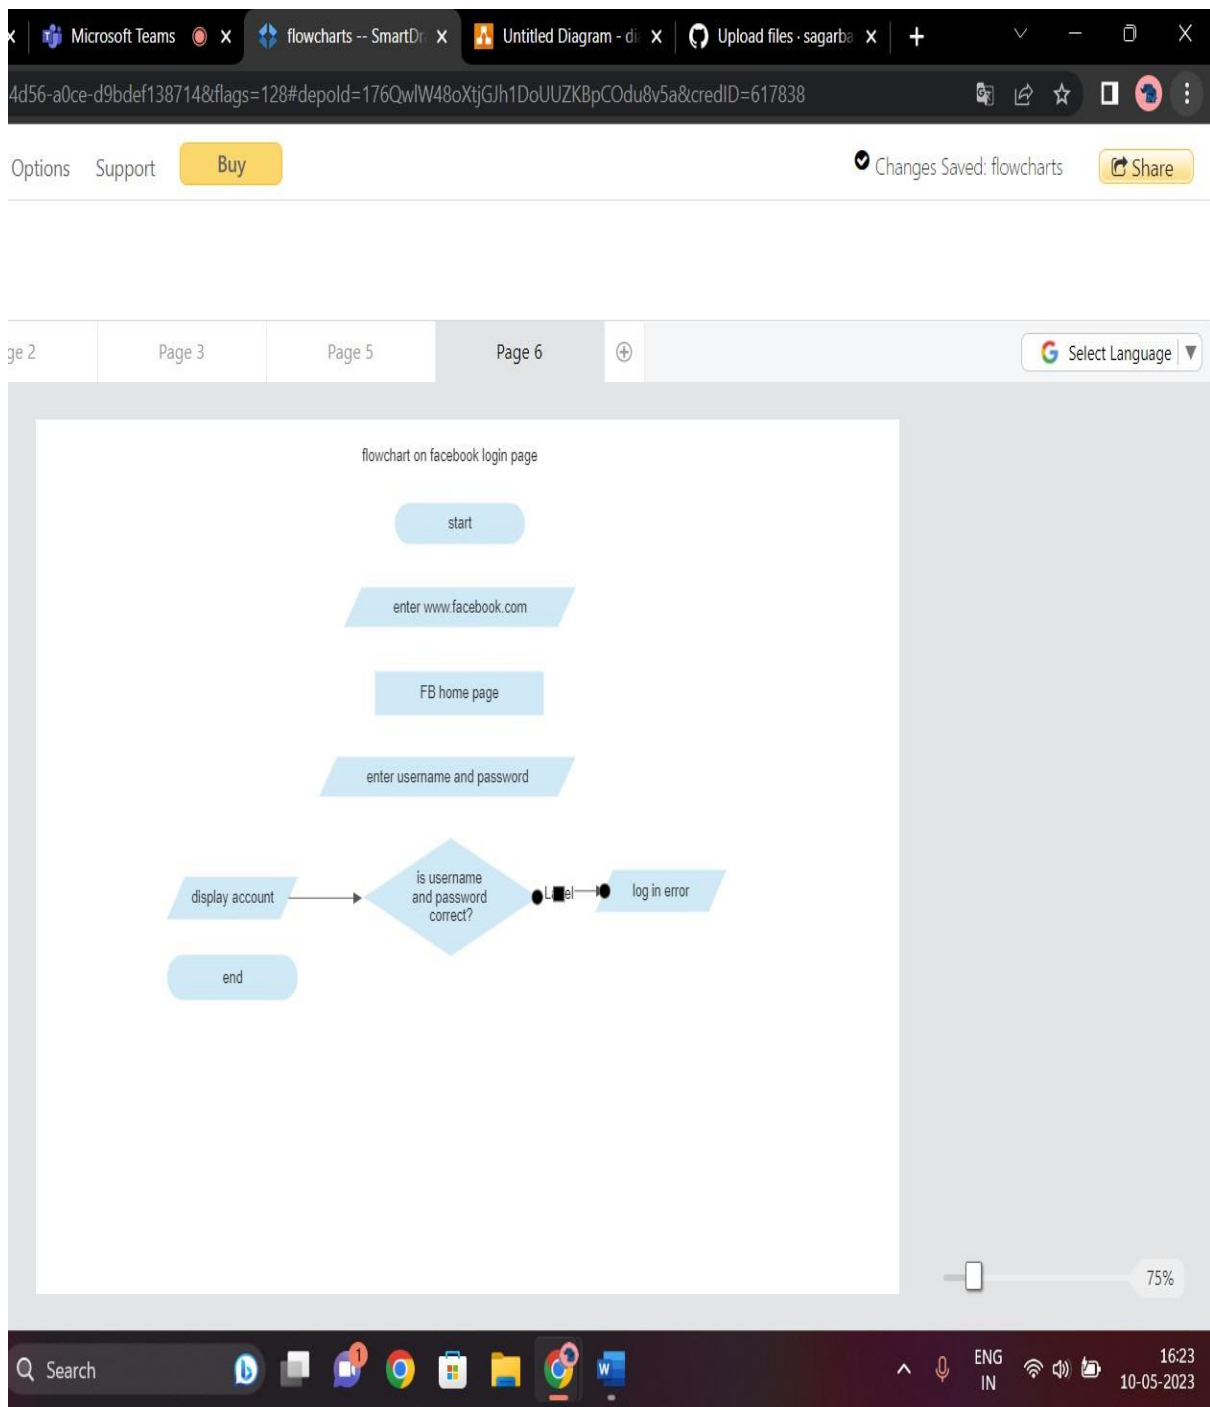 Microsoft Teams
flowcharts -- SmartDr
Untitled Diagram - di
Upload files · sagarba
4d56-a0ce-d9bdef138714&flags=128#depoId=176QwlW48oXtjGJh1DoUUZKBpCOdu8v5a&credID=617838
Options Support Buy
Changes Saved: flowcharts
Share
ge 2
Page 3
Page 5
Page 6
Select Language
flowchart on facebook login page
start
enter www.facebook.com
FB home page
enter username and password
display account
is username
and password
correct?
log in error
end
75%
Search
1
ENG
IN
16:23
10-05-2023